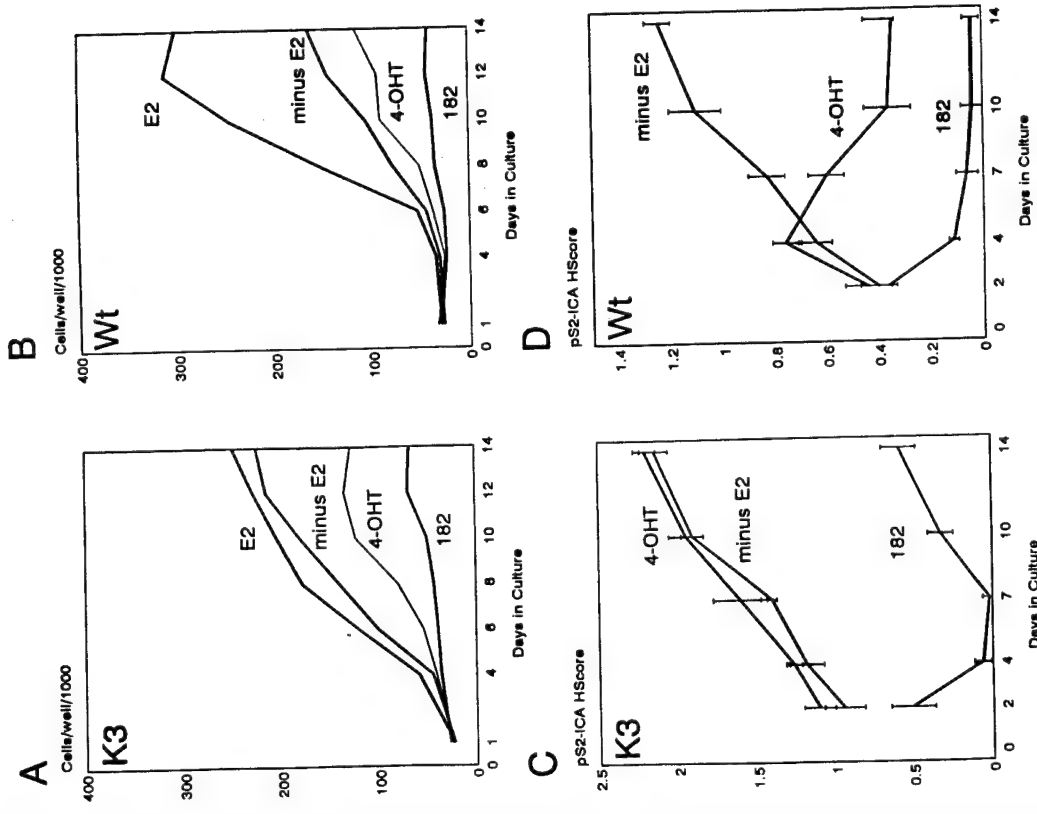 A
Cells/well/1000
K3
400
300
200
100
0
E2
minus E2
4-OHT
182
1 4 6 8 10 12 14
Days in Culture
B
Cells/well/1000
Wt
400
300
200
100
0
E2
minus E2
4-OHT
182
1 4 6 8 10 12 14
Days in Culture
C
pS2-ICA HScore
K3
2.5
2
1.5
1
0.5
0
4-OHT
minus E2
182
0 2 4 7 10 14
Days in Culture
D
pS2-ICA HScore
Wt
1.4
1.2
1
0.8
0.6
0.4
0.2
0
minus E2
4-OHT
182
0 2 4 7 10 14
Days in Culture